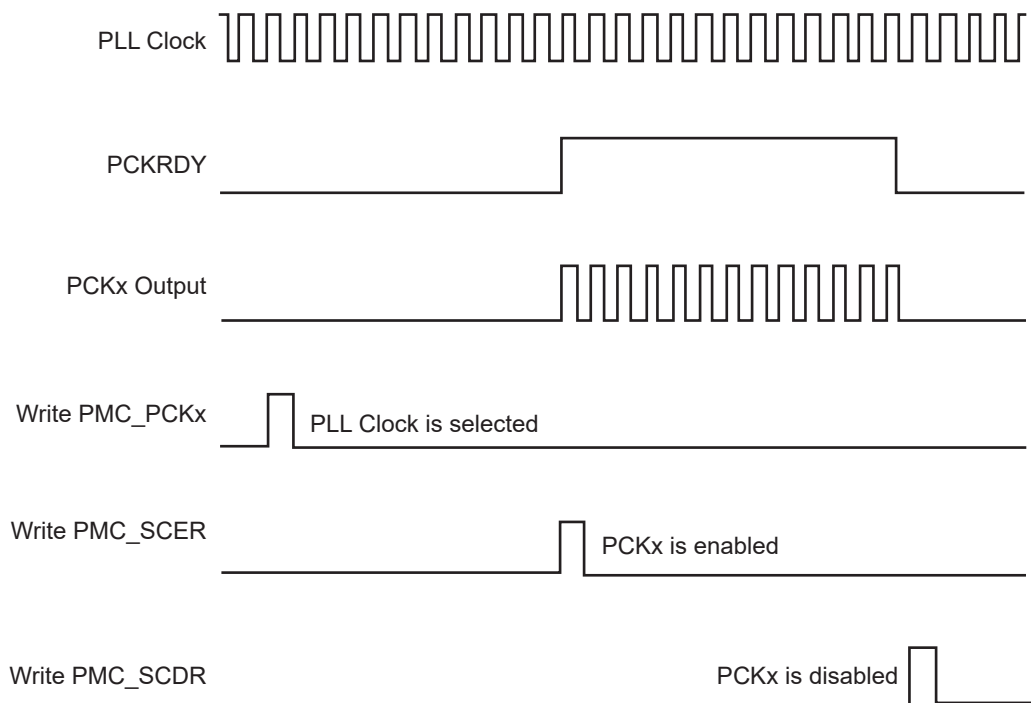 PLL Clock
PCKRDY
PCKx Output
Write PMC_PCKx
PLL Clock is selected
Write PMC_SCER
PCKx is enabled
Write PMC_SCDR
PCKx is disabled